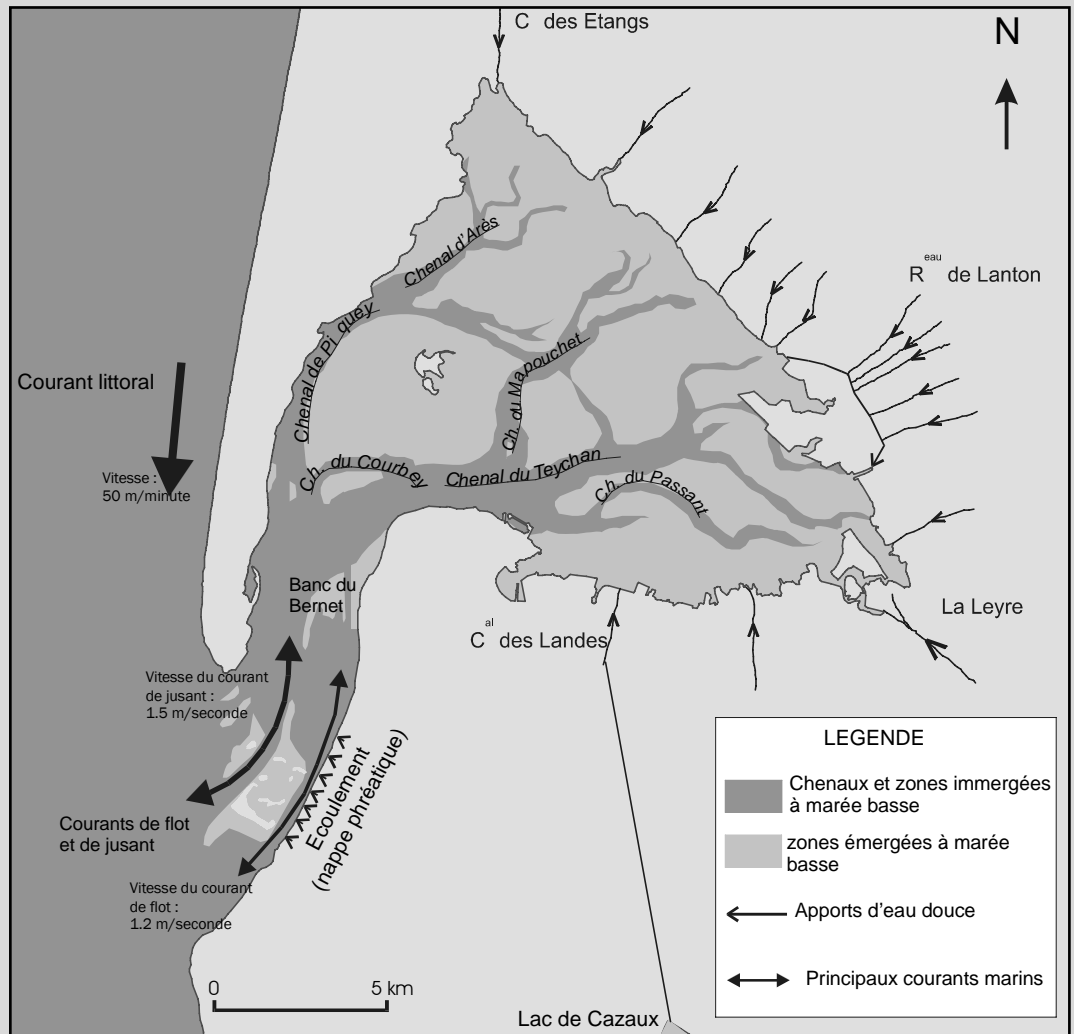 Cal des Etangs
N
Reau de Lanton
Chenal d'Arès
Chenal de Piquey
Ch. du Mapouchet
Courant littoral
Vitesse :
50 m/minute
Ch. du Courbey
Chenal du Teychan
Ch. du Passant
Banc du
Bernet
La Leyre
Cal des Landes
Vitesse du courant
de jusant :
1.5 m/seconde
Ecoulement
(nappe phréatique)
Courants de flot
et de jusant
Vitesse du courant
de flot :
1.2 m/seconde
0 5 km
Lac de Cazaux
LEGENDE
Chenaux et zones immergées
à marée basse
zones émergées à marée
basse
Apports d'eau douce
Principaux courants marins